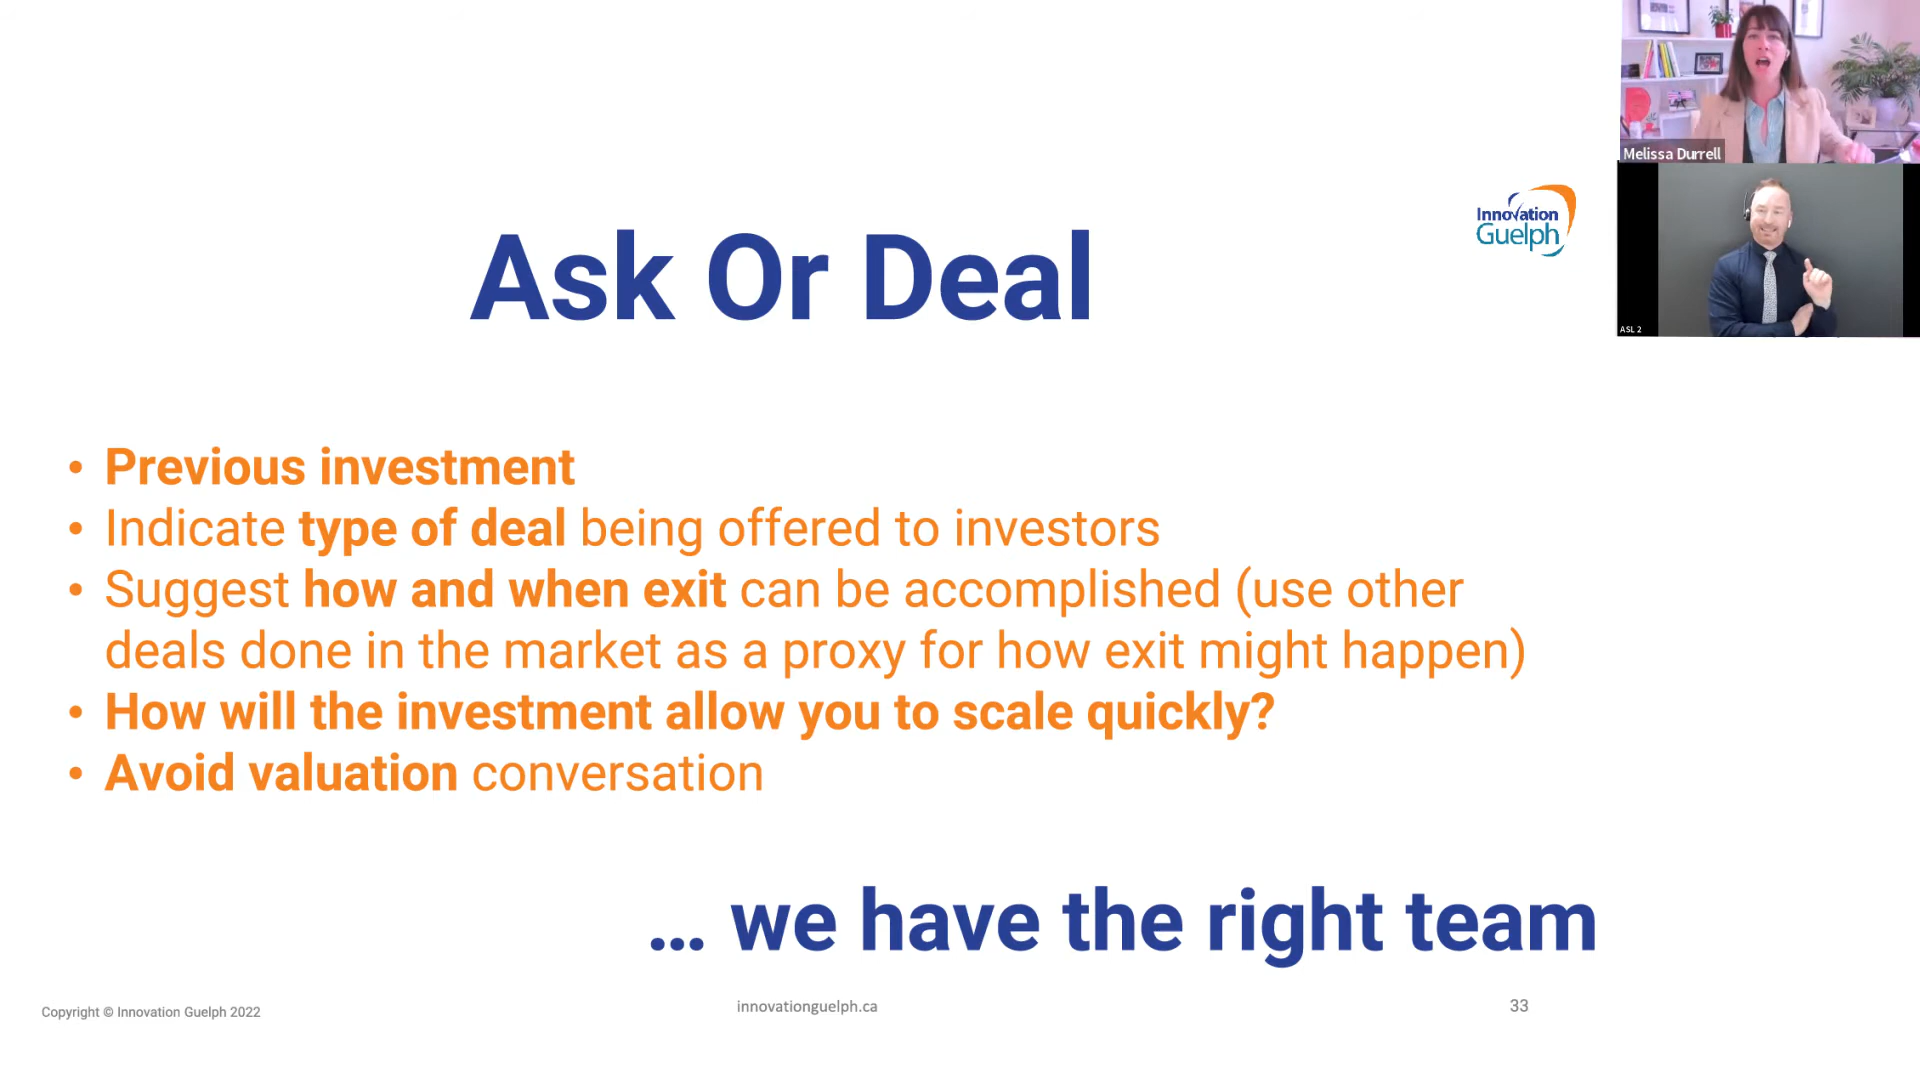 Melissa Durrell
Innovation
Guelph
ASL 2
Ask Or Deal
• Previous investment
• Indicate type of deal being offered to investors
• Suggest how and when exit can be accomplished (use other
deals done in the market as a proxy for how exit might happen)
• How will the investment allow you to scale quickly?
• Avoid valuation conversation
... we have the right team
Copyright © Innovation Guelph 2022
innovationguelph.ca
33